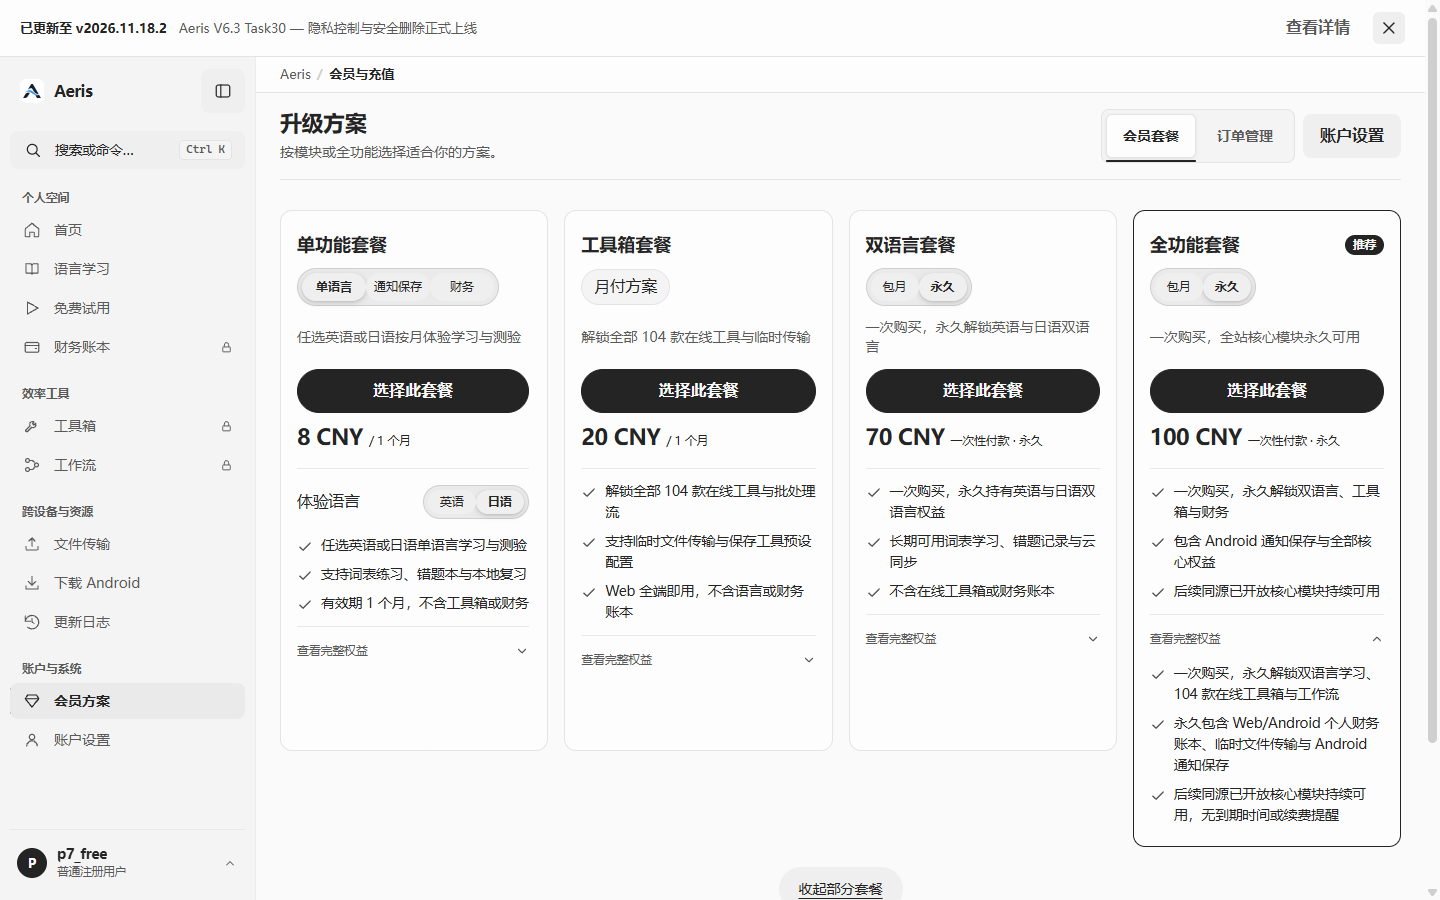 已更新至 v2026.11.18.2 Aeris V6.3 Task30 — 隐私控制与安全删除正式上线
查看详情
Aeris
搜索或命令... Ctrl K
个人空间
首页
语言学习
免费试用
财务账本
效率工具
工具箱
工作流
跨设备与资源
文件传输
下载 Android
更新日志
账户与系统
会员方案
账户设置
P
p7_free
普通注册用户
Aeris / 会员与充值
升级方案
按模块或全功能选择适合你的方案。
会员套餐 订单管理 账户设置
单功能套餐
单语言 通知保存 财务
任选英语或日语按月体验学习与测验
选择此套餐
8 CNY / 1 个月
体验语言 英语 日语
任选英语或日语单语言学习与测验
支持词表练习、错题本与本地复习
有效期 1 个月，不含工具箱或财务
查看完整权益
工具箱套餐
月付方案
解锁全部 104 款在线工具与临时传输
选择此套餐
20 CNY / 1 个月
解锁全部 104 款在线工具与批处理
流
支持临时文件传输与保存工具预设
配置
Web 全端即用，不含语言或财务
账本
查看完整权益
双语言套餐
包月 永久
一次购买，永久解锁英语与日语双语
言
选择此套餐
70 CNY 一次性付款 · 永久
一次购买，永久持有英语与日语双
语言权益
长期可用词表学习、错题记录与云
同步
不含在线工具箱或财务账本
查看完整权益
全功能套餐 推荐
包月 永久
一次购买，全站核心模块永久可用
选择此套餐
100 CNY 一次性付款 · 永久
一次购买，永久解锁双语言、工具
箱与财务
包含 Android 通知保存与全部核
心权益
后续同源已开放核心模块持续可用
查看完整权益
一次购买，永久解锁双语言学习、
104 款在线工具箱与工作流
永久包含 Web/Android 个人财务
账本、临时文件传输与 Android
通知保存
后续同源已开放核心模块持续可
用，无到期时间或续费提醒
收起部分套餐